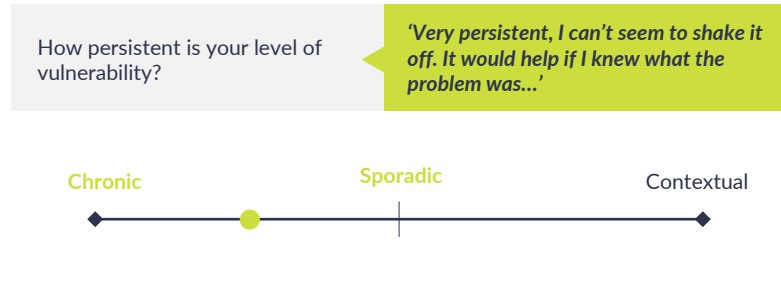 How persistent is your level of
vulnerability?
‘Very persistent, I can’t seem to shake it
off. It would help if I knew what the
problem was...’
Chronic
Sporadic
Contextual